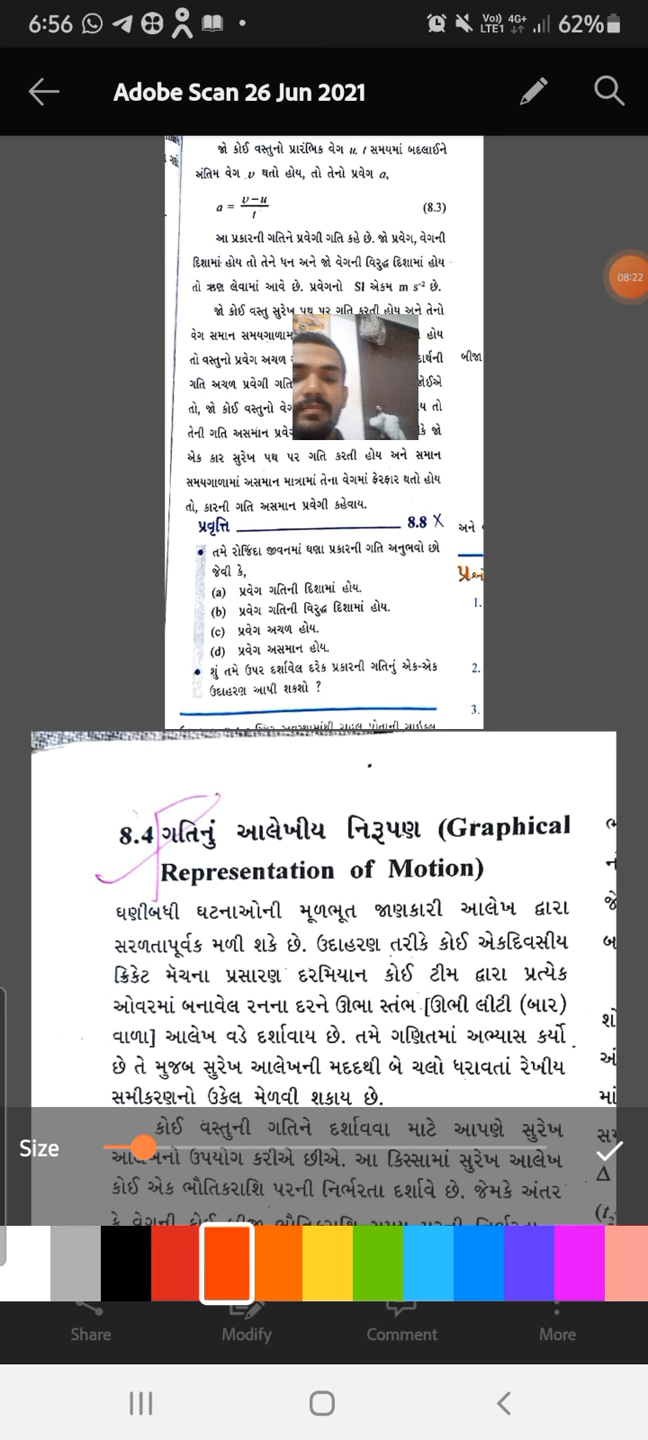 6:56
Vo)) 4G+
LTE1
62%
Adobe Scan 26 Jun 2021
જો કોઈ વસ્તુનો પ્રારંભિક વેગ u, t સમયમાં બદલાઈને
અંતિમ વેગ v થતો હોય, તો તેનો પ્રવેગ a,
a = v–u / t (8.3)
આ પ્રકારની ગતિને પ્રવેગી ગતિ કહે છે. જો પ્રવેગ, વેગની
દિશામાં હોય તો તેને ધન અને જો વેગની વિરુદ્ધ દિશામાં હોય
તો ઋણ લેવામાં આવે છે. પ્રવેગનો SI એકમ m s⁻² છે.
જો કોઈ વસ્તુ સુરેખ પથ પર ગતિ કરતી હોય અને તેનો
વેગ સમાન સમયગાળામ હોય
તો વસ્તુનો પ્રવેગ અચળ
ગતિ અચળ પ્રવેગી ગતિ
તો, જો કોઈ વસ્તુનો વેગ તો
તેની ગતિ અસમાન કે જો
એક કાર સુરેખ પથ પર ગતિ કરતી હોય અને સમાન
સમયગાળામાં અસમાન માત્રામાં તેના વેગમાં ફેરફાર થતો હોય
તો, કારની ગતિ અસમાન પ્રવેગી કહેવાય.
બીજા
08:22
પ્રવૃત્તિ 8.8 X
અને
• તમે રોજિંદા જીવનમાં ઘણા પ્રકારની ગતિ અનુભવો છો
જેવી કે,
(a) પ્રવેગ ગતિની દિશામાં હોય.
(b) પ્રવેગ ગતિની વિરુદ્ધ દિશામાં હોય.
(c) પ્રવેગ અચળ હોય.
(d) પ્રવેગ અસમાન હોય.
• શું તમે ઉપર દર્શાવેલ દરેક પ્રકારની ગતિનું એક-એક
ઉદાહરણ આપી શકશો ?
1.
2.
3.
8.4 ગતિનું આલેખીય નિરૂપણ (Graphical
Representation of Motion)
ઘણીબધી ઘટનાઓની મૂળભૂત જાણકારી આલેખ દ્વારા
સરળતાપૂર્વક મળી શકે છે. ઉદાહરણ તરીકે કોઈ એકદિવસીય
ક્રિકેટ મૅચના પ્રસારણ દરમિયાન કોઈ ટીમ દ્વારા પ્રત્યેક
ઓવરમાં બનાવેલ રનના દરને ઊભા સ્તંભ [ઊભી લીટી (બાર)
વાળા] આલેખ વડે દર્શાવાય છે. તમે ગણિતમાં અભ્યાસ કર્યો
છે તે મુજબ સુરેખ આલેખની મદદથી બે ચલો ધરાવતાં રેખીય
સમીકરણનો ઉકેલ મેળવી શકાય છે.
કોઈ વસ્તુની ગતિને દર્શાવવા માટે આપણે સુરેખ
આલેખનો ઉપયોગ કરીએ છીએ. આ કિસ્સામાં સુરેખ આલેખ
કોઈ એક ભૌતિકરાશિ પરની નિર્ભરતા દર્શાવે છે. જેમકે અંતર
Size
Share
Modify
Comment
More